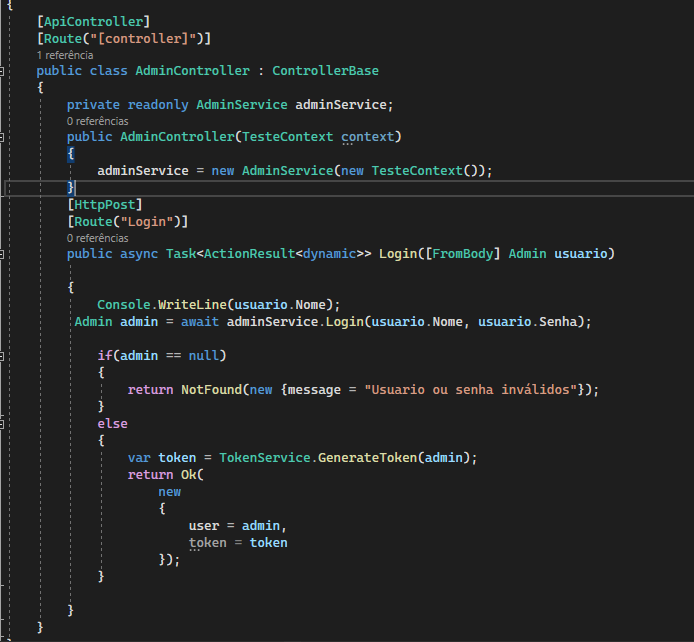 {
[ApiController]
[Route("[controller]")]
1 referência
public class AdminController : ControllerBase
{
private readonly AdminService adminService;
0 referências
public AdminController(TesteContext context)
{
adminService = new AdminService(new TesteContext());
}
[HttpPost]
[Route("Login")]
0 referências
public async Task<ActionResult<dynamic>> Login([FromBody] Admin usuario)
{
Console.WriteLine(usuario.Nome);
Admin admin = await adminService.Login(usuario.Nome, usuario.Senha);
if(admin == null)
{
return NotFound(new {message = "Usuario ou senha inválidos"});
}
else
{
var token = TokenService.GenerateToken(admin);
return Ok(
new
{
user = admin,
token = token
});
}
}
}